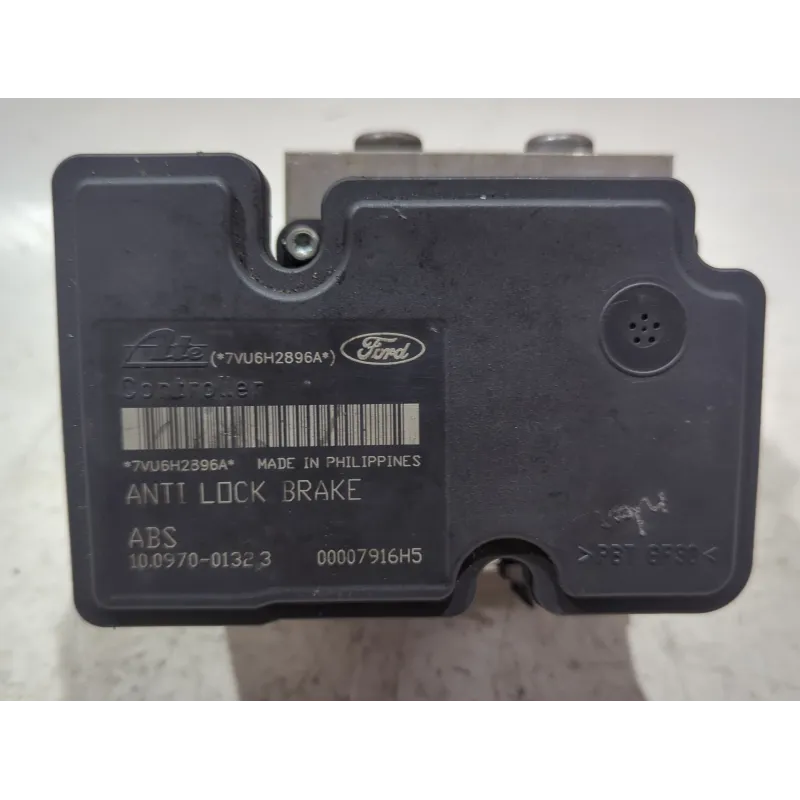 Ate (*7VU6H2896A*) Ford
Controller
*7VU6H2896A* MADE IN PHILIPPINES
ANTI LOCK BRAKE
ABS
10.0970-0132.3 00007916H5
>PBT GF30<